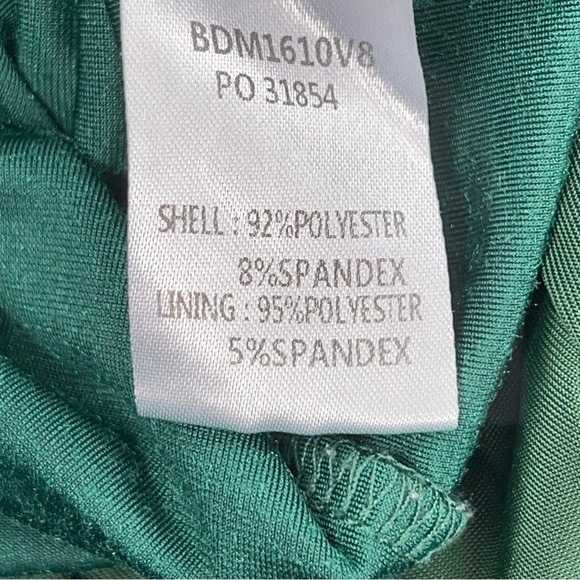 BDM1610V8
PO 31854
SHELL : 92%POLYESTER
8%SPANDEX
LINING : 95%POLYESTER
5%SPANDEX